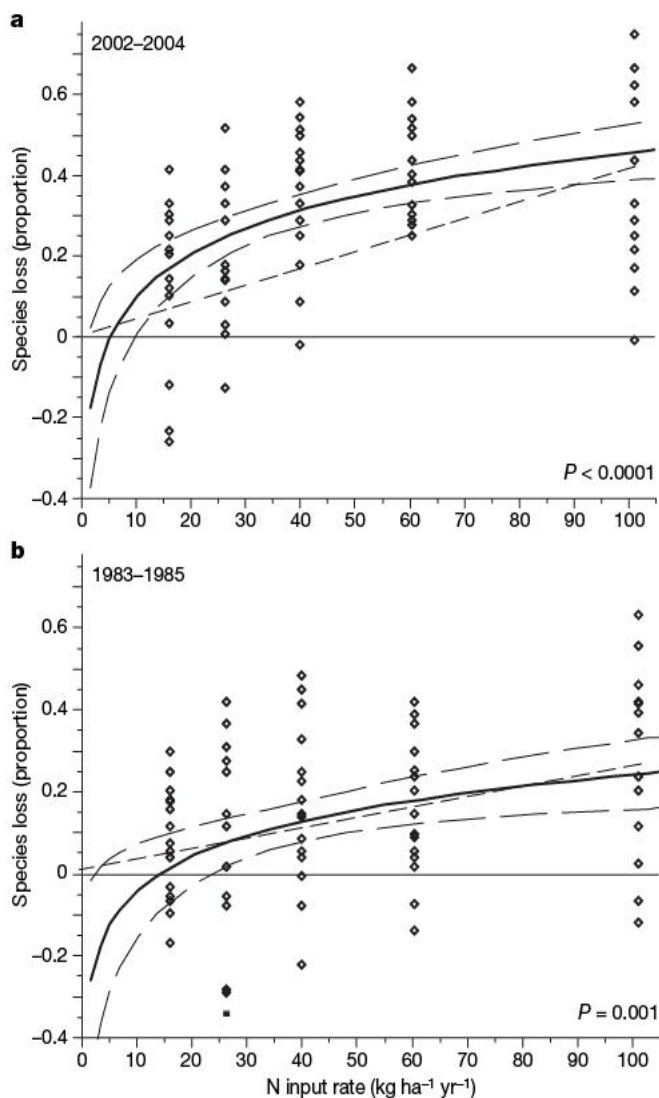 a
2002–2004
0.6
0.4
0.2
0
–0.2
–0.4
Species loss (proportion)
P < 0.0001
0 10 20 30 40 50 60 70 80 90 100
b
1983–1985
0.6
0.4
0.2
0
–0.2
–0.4
Species loss (proportion)
P = 0.001
0 10 20 30 40 50 60 70 80 90 100
N input rate (kg ha⁻¹ yr⁻¹)